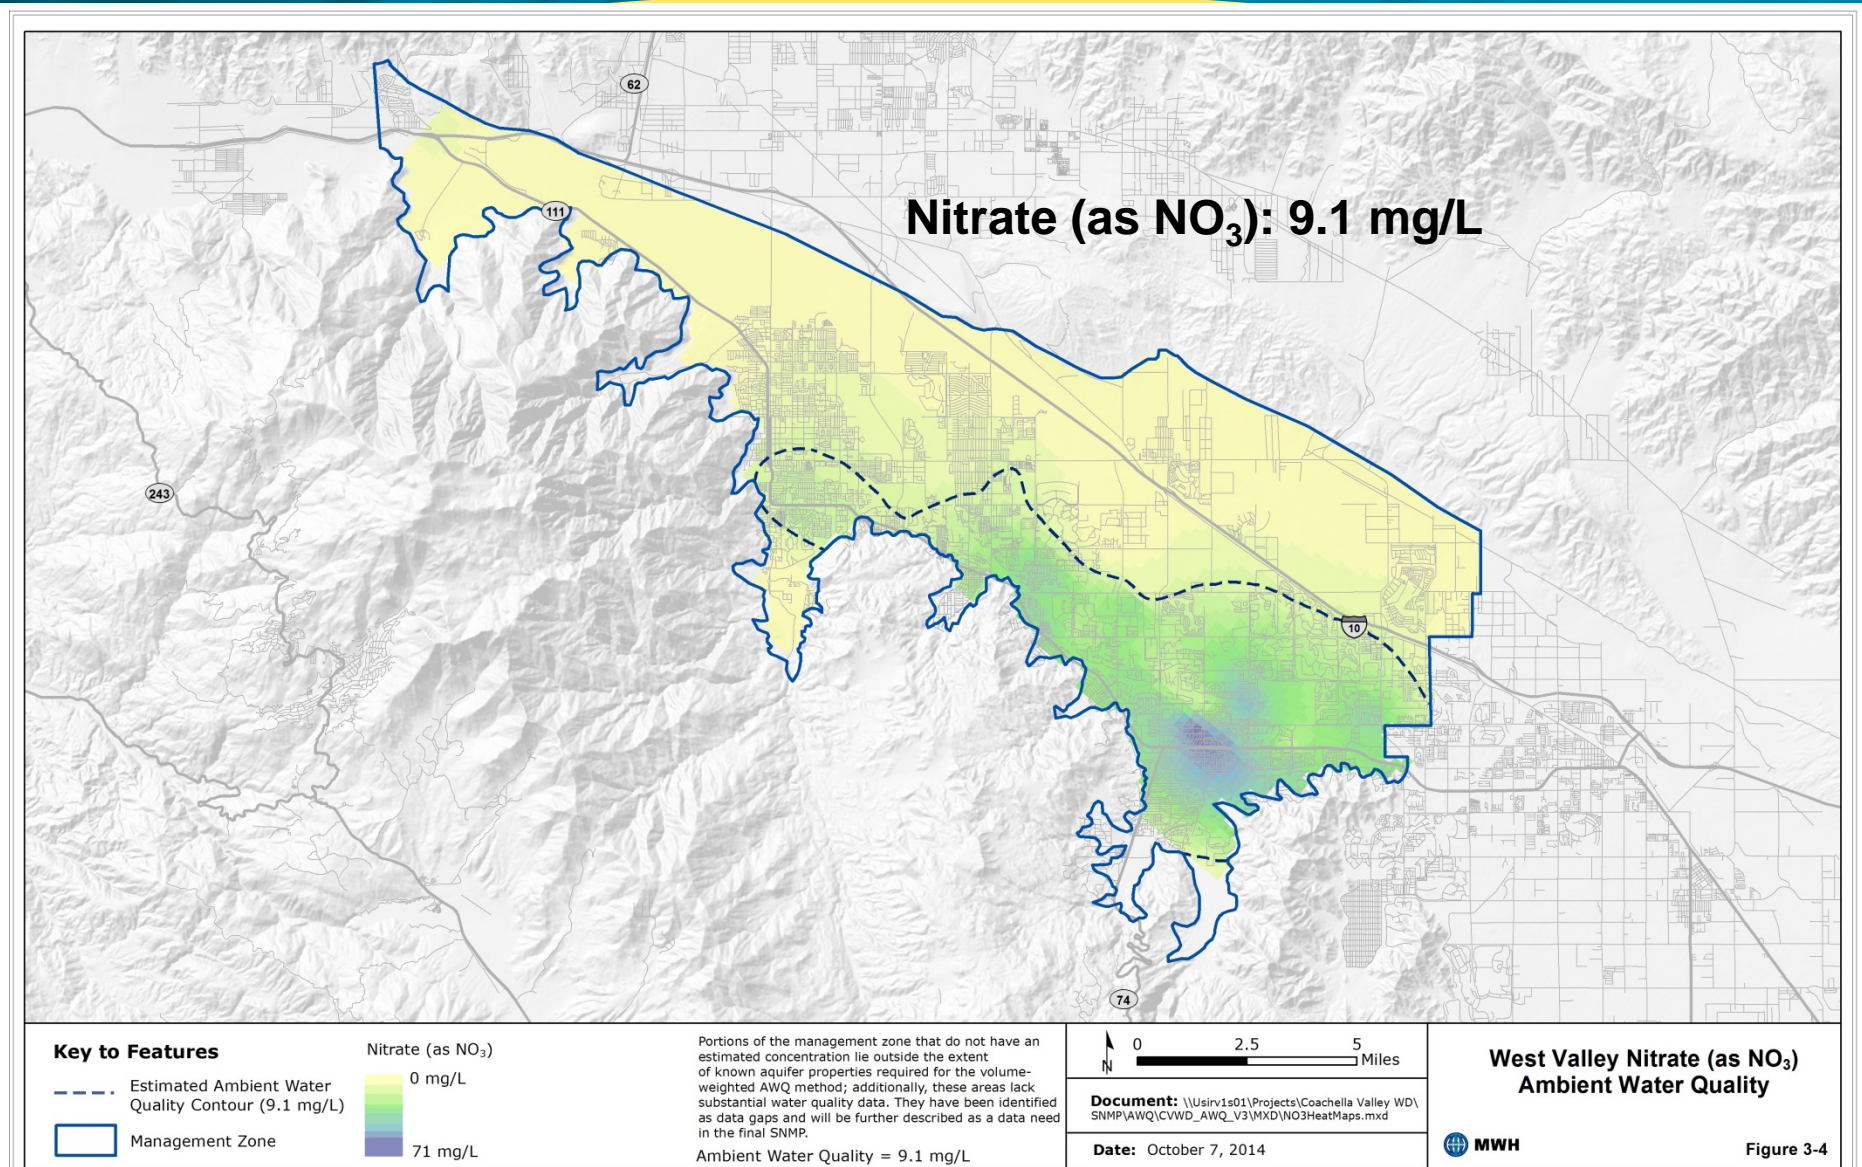 62
111
Nitrate (as NO₃): 9.1 mg/L
243
10
74
Key to Features
Estimated Ambient Water
Quality Contour (9.1 mg/L)
Management Zone
Nitrate (as NO₃)
0 mg/L
71 mg/L
Portions of the management zone that do not have an
estimated concentration lie outside the extent
of known aquifer properties required for the volume-
weighted AWQ method; additionally, these areas lack
substantial water quality data. They have been identified
as data gaps and will be further described as a data need
in the final SNMP.
Ambient Water Quality = 9.1 mg/L
N
0 2.5 5
Miles
Document: \\Usirv1s01\Projects\Coachella Valley WD\
SNMP\AWQ\CVWD_AWQ_V3\MXD\NO3HeatMaps.mxd
Date: October 7, 2014
West Valley Nitrate (as NO₃)
Ambient Water Quality
MWH
Figure 3-4